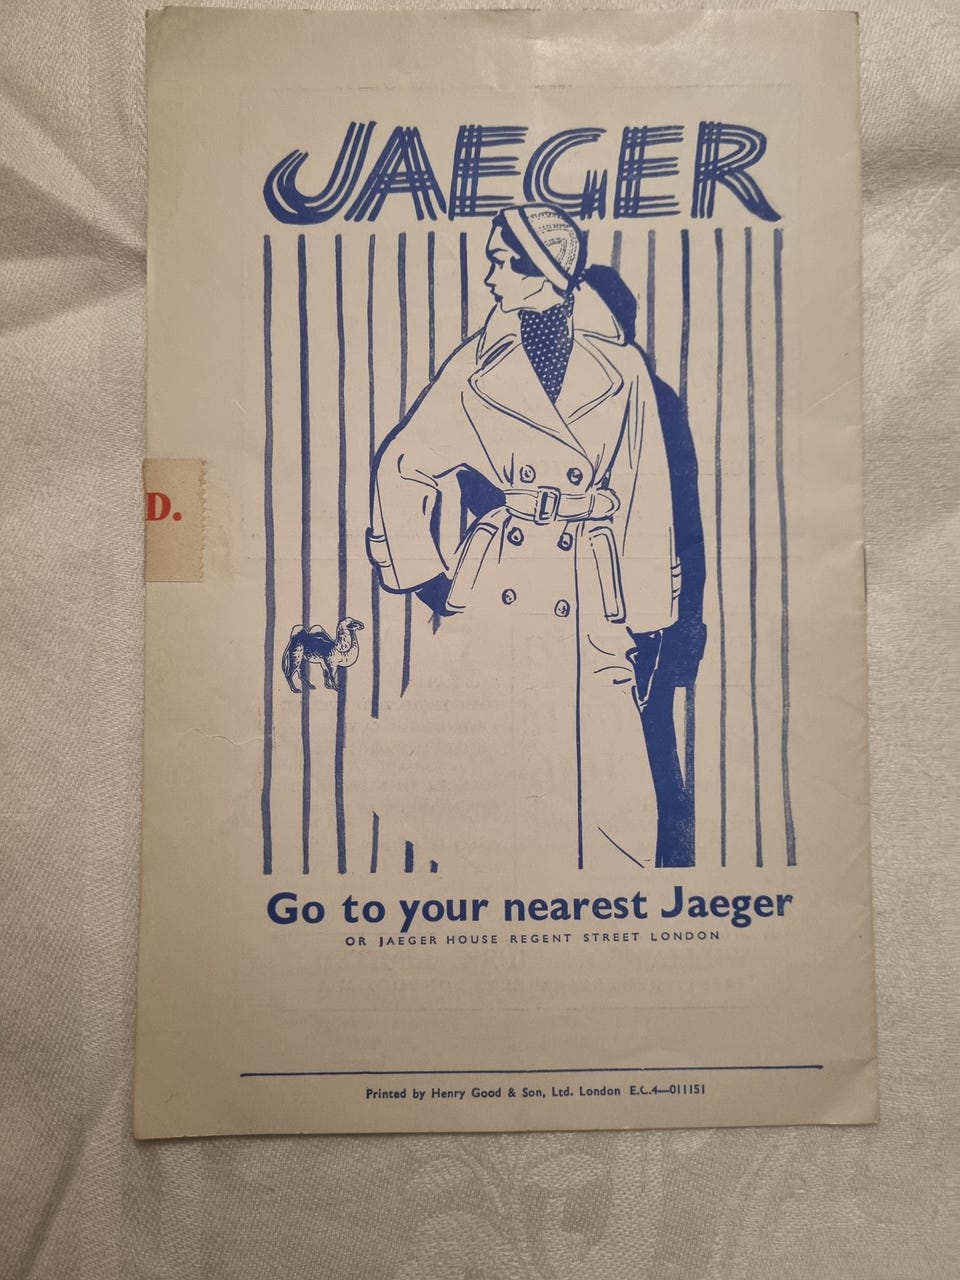 JAEGER
D.
Go to your nearest Jaeger
OR JAEGER HOUSE REGENT STREET LONDON
Printed by Henry Good & Son, Ltd. London E.C.4—011151